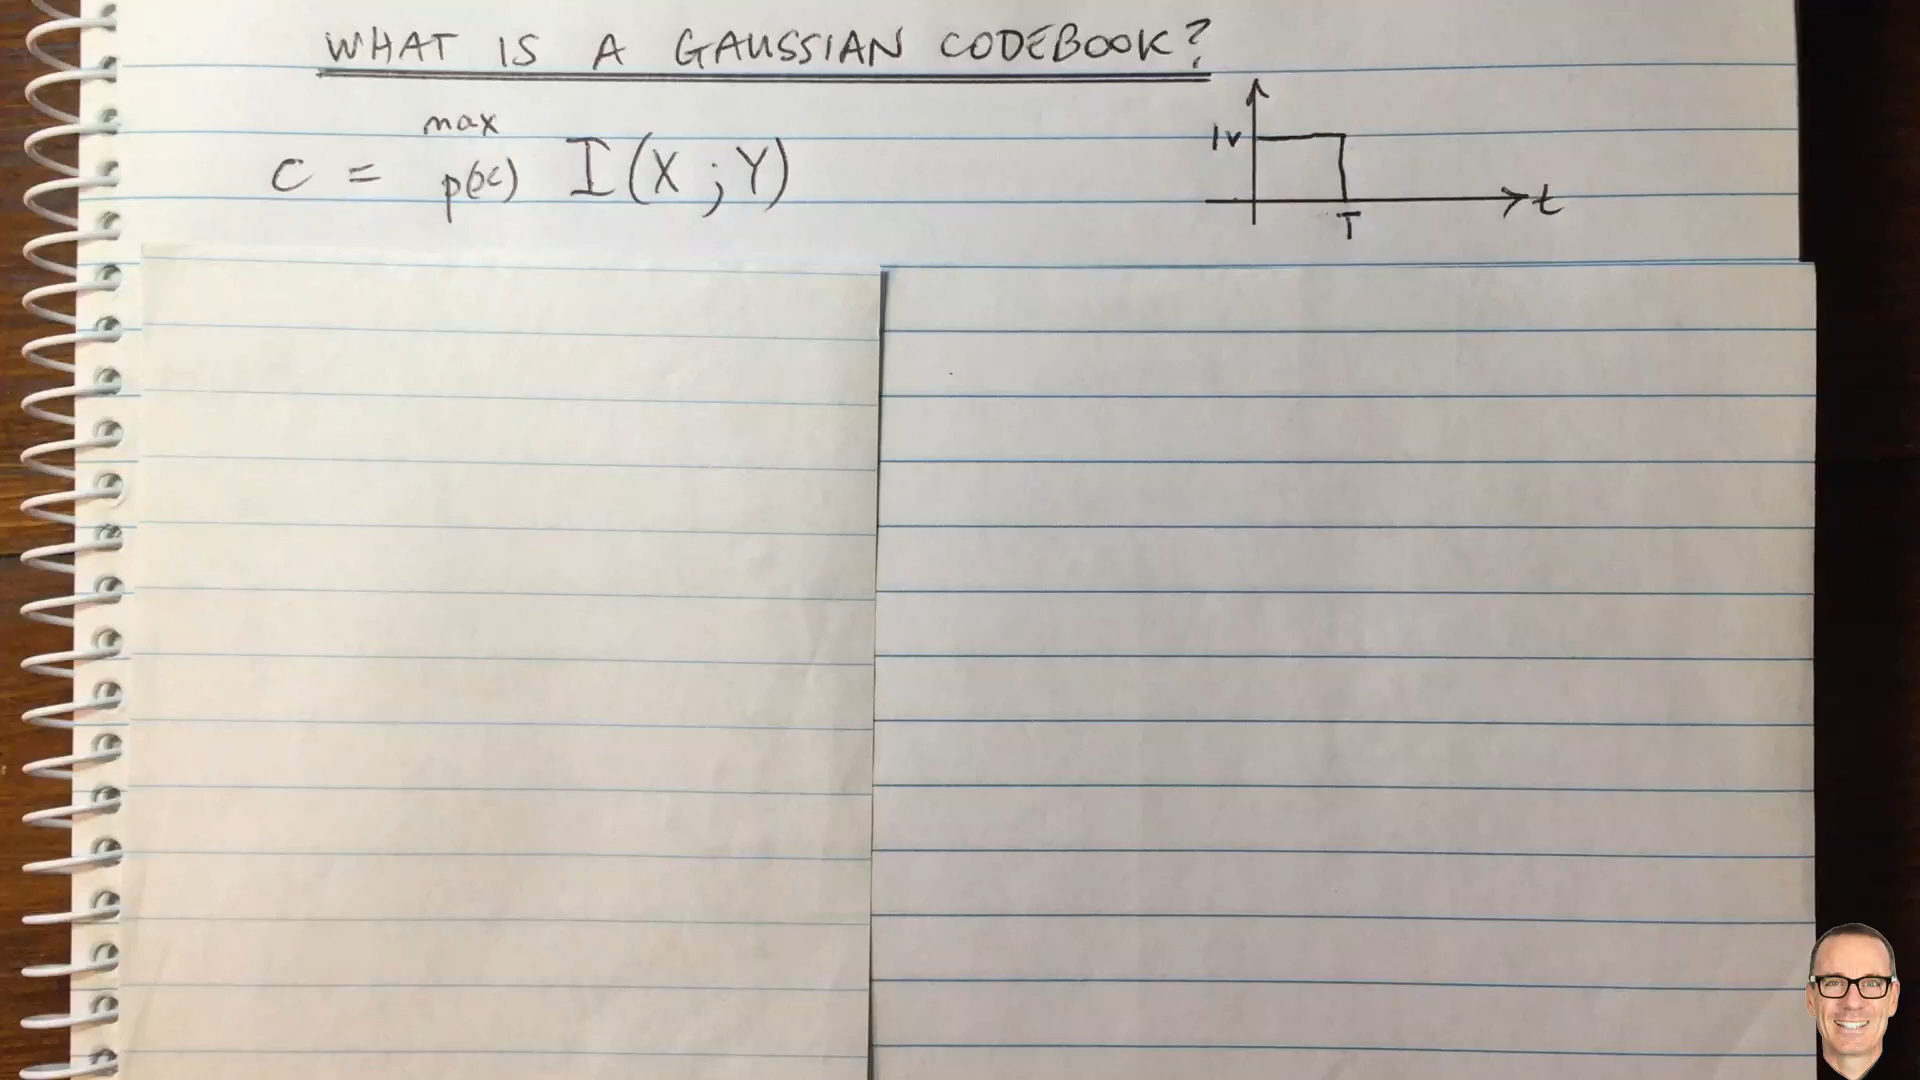 WHAT IS A GAUSSIAN CODEBOOK?
max
C = p(x) I(X;Y)
1v
t
T